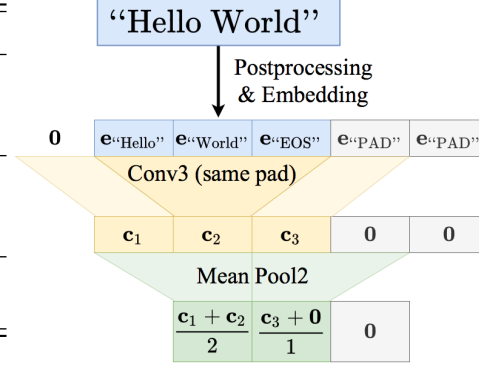 “Hello World”
Postprocessing
& Embedding
0 e“Hello” e“World” e“EOS” e“PAD” e“PAD”
Conv3 (same pad)
c1 c2 c3 0 0
Mean Pool2
c1 + c2 c3 + 0 0
2 1